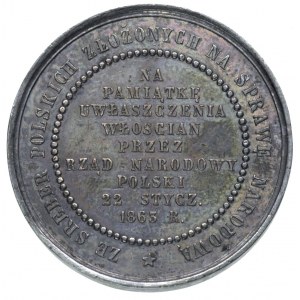 ZE SREBER POLSKICH ZŁOŻONYCH NA SPRAWĘ NARODOWĄ
NA
PAMIĄTKĘ
UWŁASZCZENIA
WŁOŚCIAN
PRZEZ
RZĄD-NARODOWY
POLSKI
22 STYCZ.
1863 R.